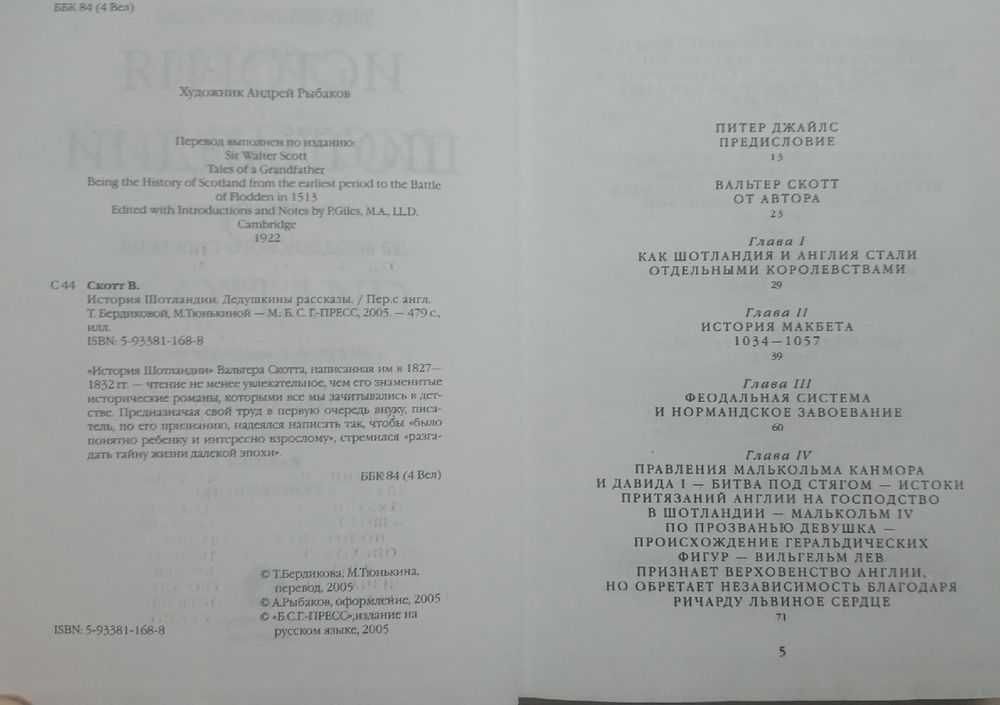 ББК 84 (4 Вел)
Художник Андрей Рыбаков
Перевод выполнен по изданию:
Sir Walter Scott
Tales of a Grandfather
Being the History of Scotland from the earliest period to the Battle
of Flodden in 1513
Edited with Introductions and Notes by P.Giles, M.A., LL.D.
Cambridge
1922
С 44 Скотт В.
История Шотландии. Дедушкины рассказы. / Пер.с англ.
Т. Бердиковой, М.Тюнькиной — М.: Б. С. Г.-ПРЕСС, 2005. — 479 с.,
илл.
ISBN: 5-93381-168-8
«История Шотландии» Вальтера Скотта, написанная им в 1827—
1832 гг. — чтение не менее увлекательное, чем его знаменитые
исторические романы, которыми все мы зачитывались в дет-
стве. Предназначая свой труд в первую очередь внуку, писа-
тель, по его признанию, надеялся написать так, чтобы «было
понятно ребенку и интересно взрослому», стремился «разга-
дать тайну жизни далекой эпохи».
ББК 84 (4 Вел)
© Т.Бердикова, М.Тюнькина,
перевод, 2005
© А.Рыбаков, оформление, 2005
© «Б.С.Г.-ПРЕСС»,издание на
русском языке, 2005
ISBN: 5-93381-168-8
ПИТЕР ДЖАЙЛС
ПРЕДИСЛОВИЕ
13
ВАЛЬТЕР СКОТТ
ОТ АВТОРА
23
Глава I
КАК ШОТЛАНДИЯ И АНГЛИЯ СТАЛИ
ОТДЕЛЬНЫМИ КОРОЛЕВСТВАМИ
29
Глава II
ИСТОРИЯ МАКБЕТА
1034—1057
39
Глава III
ФЕОДАЛЬНАЯ СИСТЕМА
И НОРМАНДСКОЕ ЗАВОЕВАНИЕ
60
Глава IV
ПРАВЛЕНИЯ МАЛЬКОЛЬМА КАНМОРА
И ДАВИДА I — БИТВА ПОД СТЯГОМ — ИСТОКИ
ПРИТЯЗАНИЙ АНГЛИИ НА ГОСПОДСТВО
В ШОТЛАНДИИ — МАЛЬКОЛЬМ IV
ПО ПРОЗВАНЬЮ ДЕВУШКА —
ПРОИСХОЖДЕНИЕ ГЕРАЛЬДИЧЕСКИХ
ФИГУР — ВИЛЬГЕЛЬМ ЛЕВ
ПРИЗНАЕТ ВЕРХОВЕНСТВО АНГЛИИ,
НО ОБРЕТАЕТ НЕЗАВИСИМОСТЬ БЛАГОДАРЯ
РИЧАРДУ ЛЬВИНОЕ СЕРДЦЕ
71
5